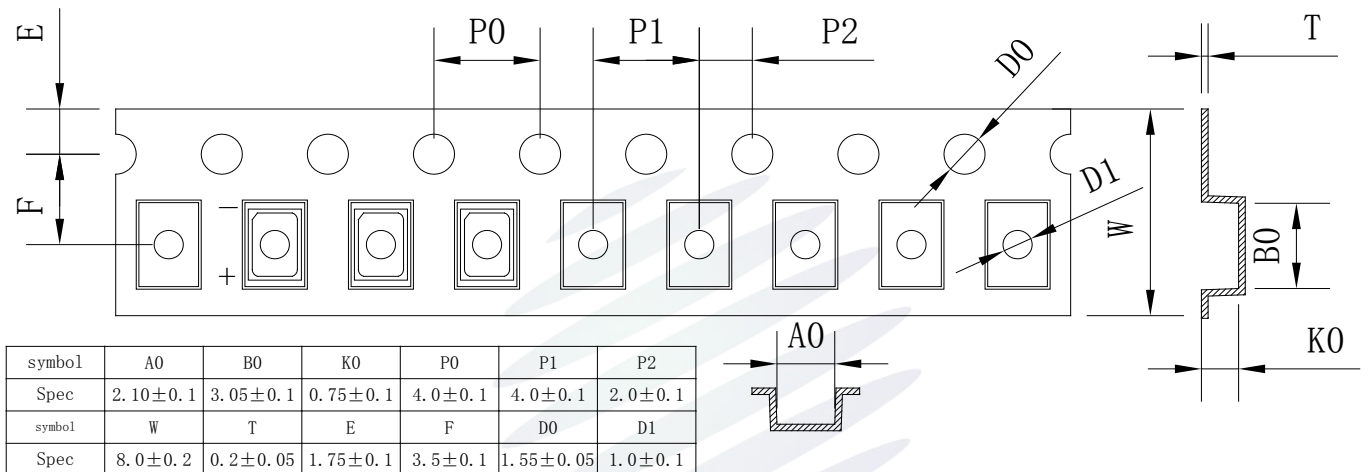 P0 P1 P2 T
E
D0
F
D1
W
B0
−
+
A0
K0
symbol A0 B0 K0 P0 P1 P2
Spec 2.10±0.1 3.05±0.1 0.75±0.1 4.0±0.1 4.0±0.1 2.0±0.1
symbol W T E F D0 D1
Spec 8.0±0.2 0.2±0.05 1.75±0.1 3.5±0.1 1.55±0.05 1.0±0.1